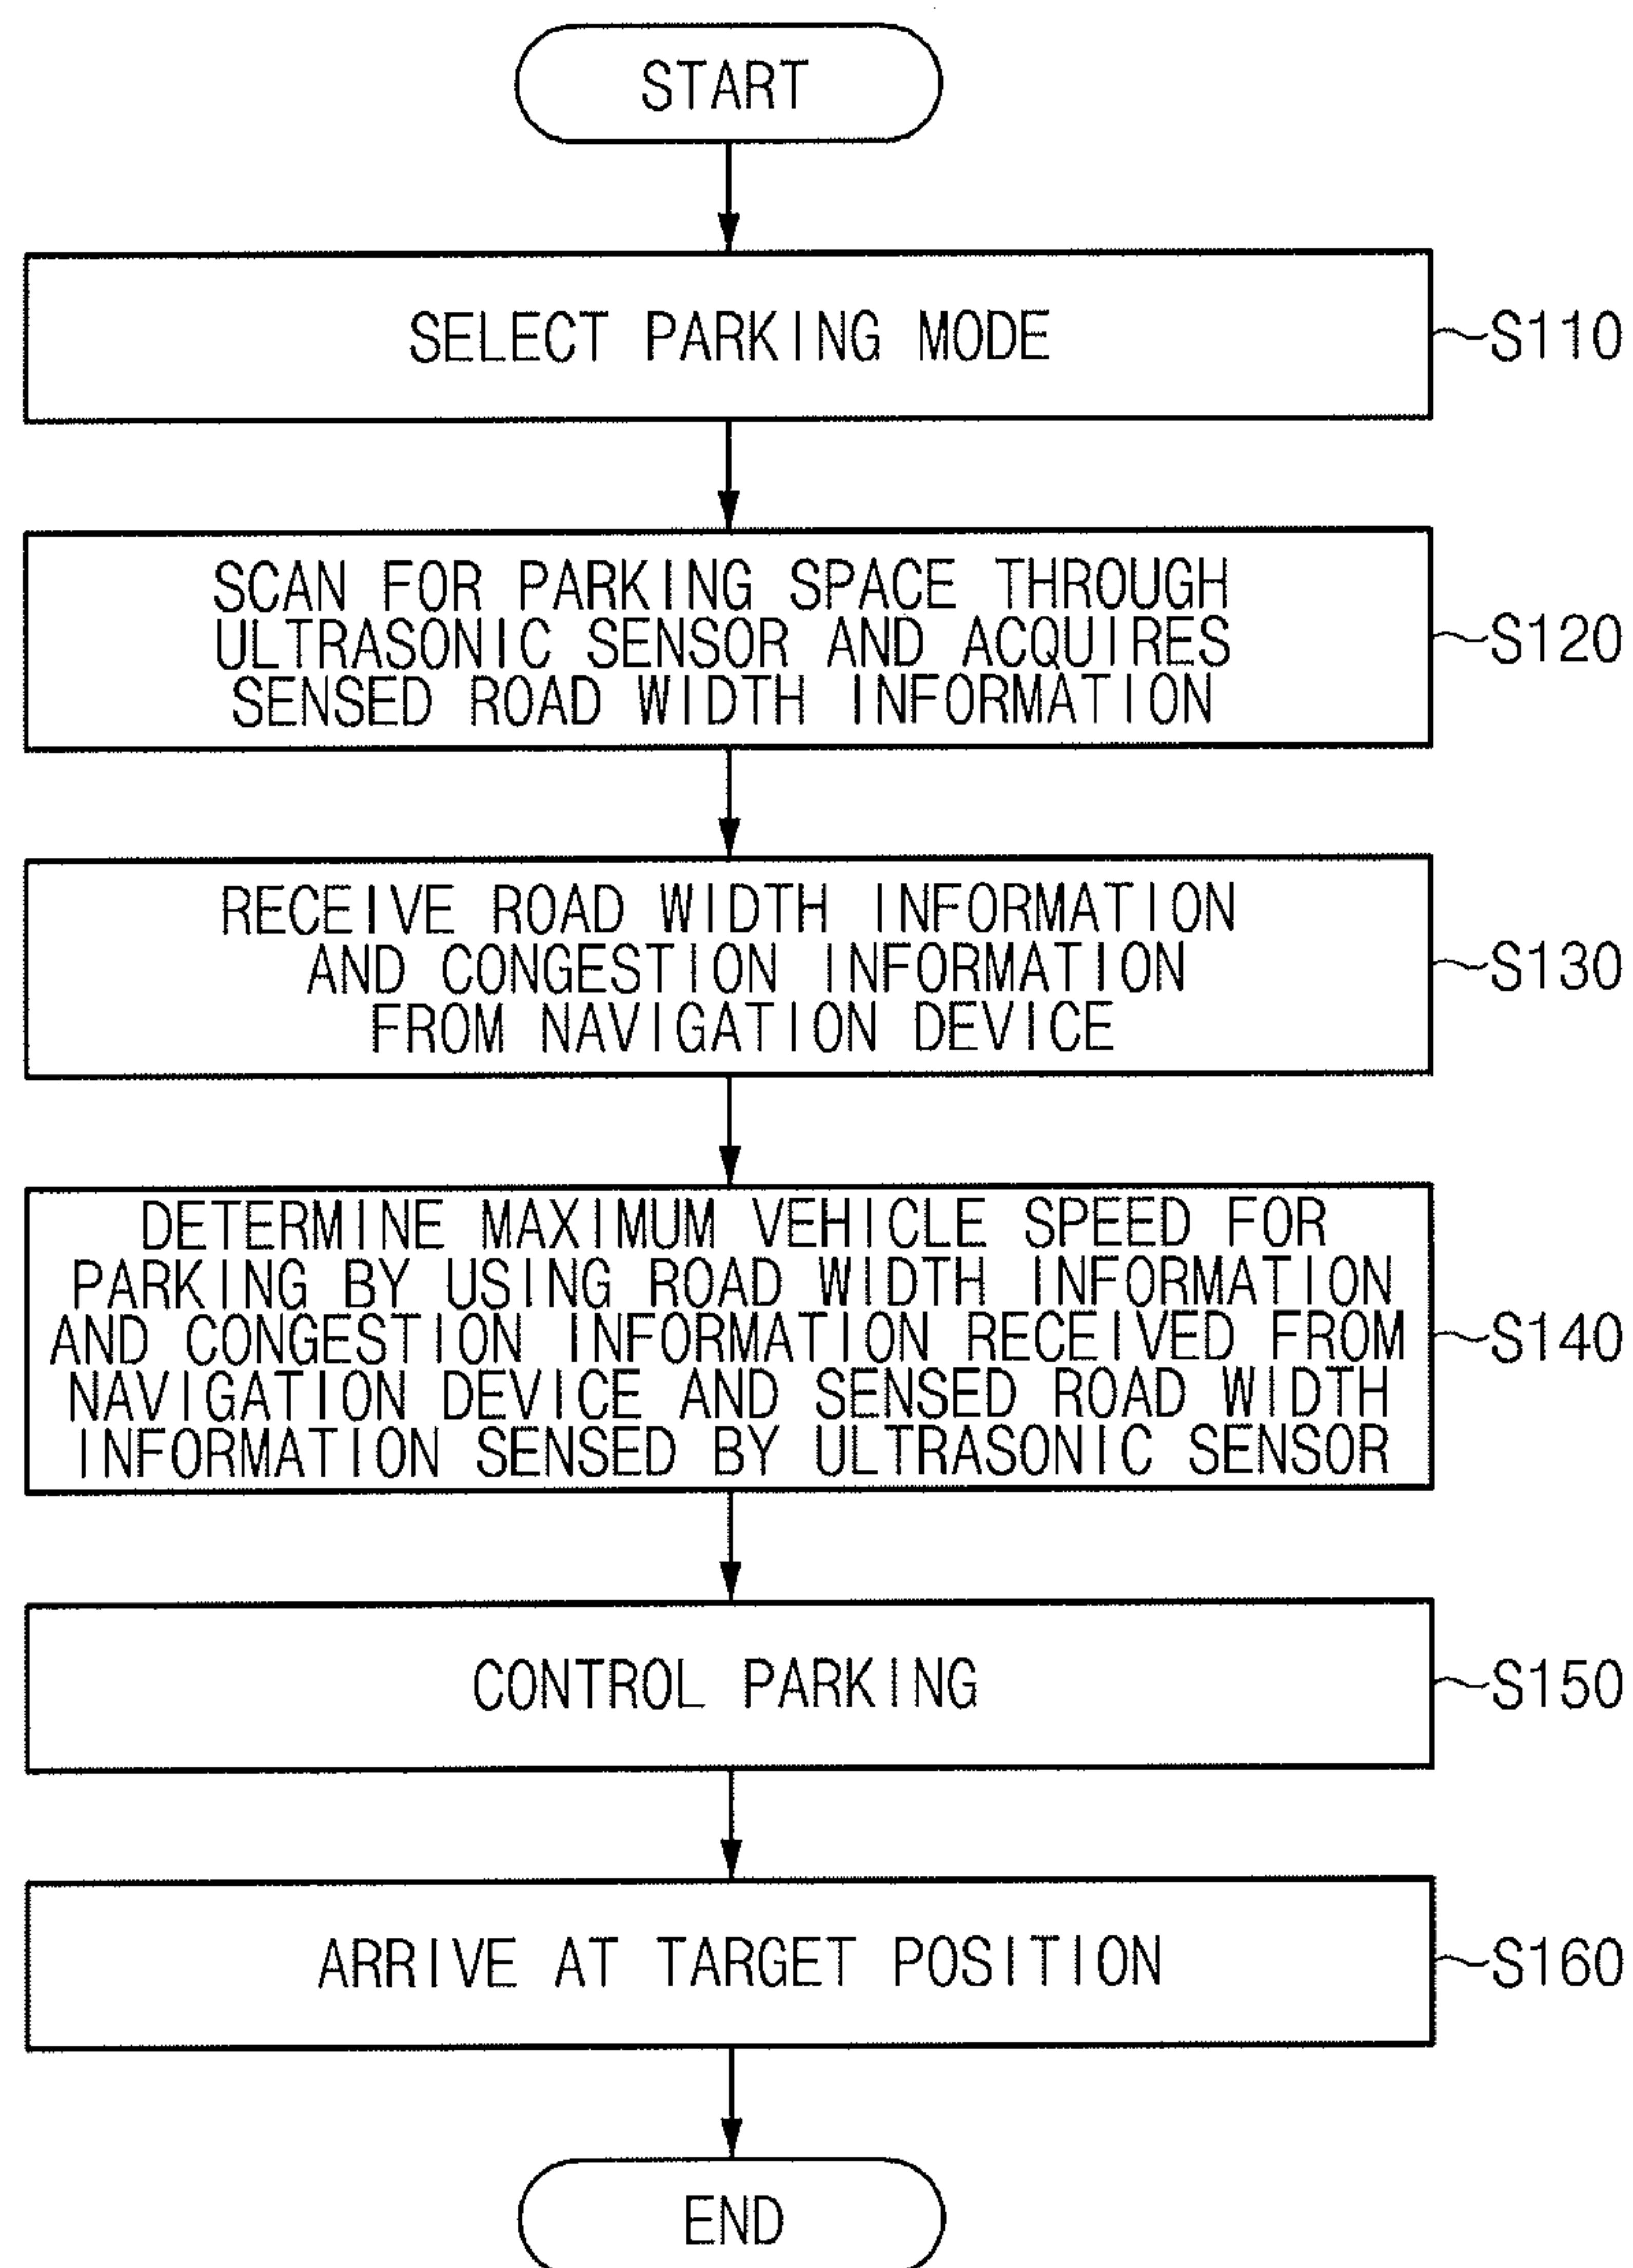 START
SELECT PARKING MODE
S110
SCAN FOR PARKING SPACE THROUGH
ULTRASONIC SENSOR AND ACQUIRES
SENSED ROAD WIDTH INFORMATION
S120
RECEIVE ROAD WIDTH INFORMATION
AND CONGESTION INFORMATION
FROM NAVIGATION DEVICE
S130
DETERMINE MAXIMUM VEHICLE SPEED FOR
PARKING BY USING ROAD WIDTH INFORMATION
AND CONGESTION INFORMATION RECEIVED FROM
NAVIGATION DEVICE AND SENSED ROAD WIDTH
INFORMATION SENSED BY ULTRASONIC SENSOR
S140
CONTROL PARKING
S150
ARRIVE AT TARGET POSITION
S160
END